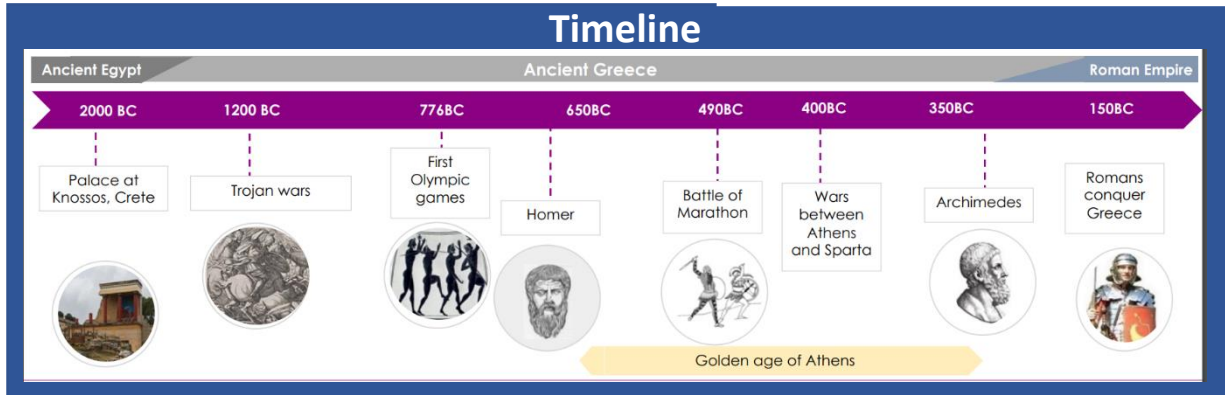 Timeline
Ancient Egypt
Ancient Greece
Roman Empire
2000 BC
1200 BC
776BC
650BC
490BC
400BC
350BC
150BC
Palace at
Knossos, Crete
Trojan wars
First
Olympic
games
Homer
Battle of
Marathon
Wars
between
Athens
and Sparta
Archimedes
Romans
conquer
Greece
Golden age of Athens